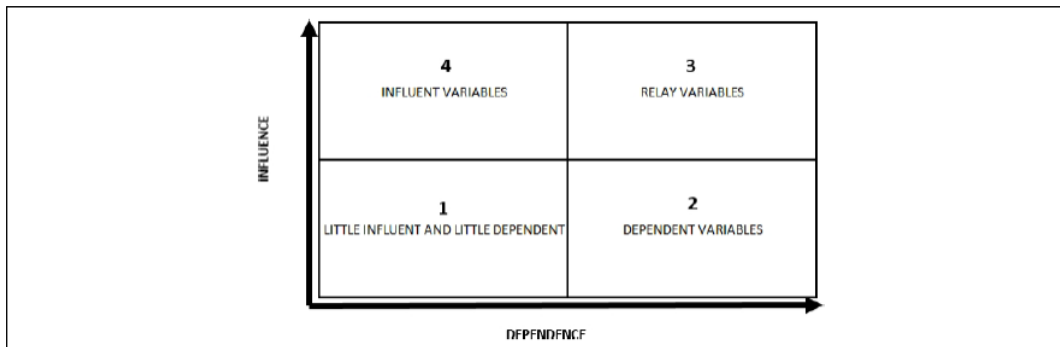 4
INFLUENT VARIABLES
3
RELAY VARIABLES
INFLUENCE
1
LITTLE INFLUENT AND LITTLE DEPENDENT
2
DEPENDENT VARIABLES
DEPENDENCE